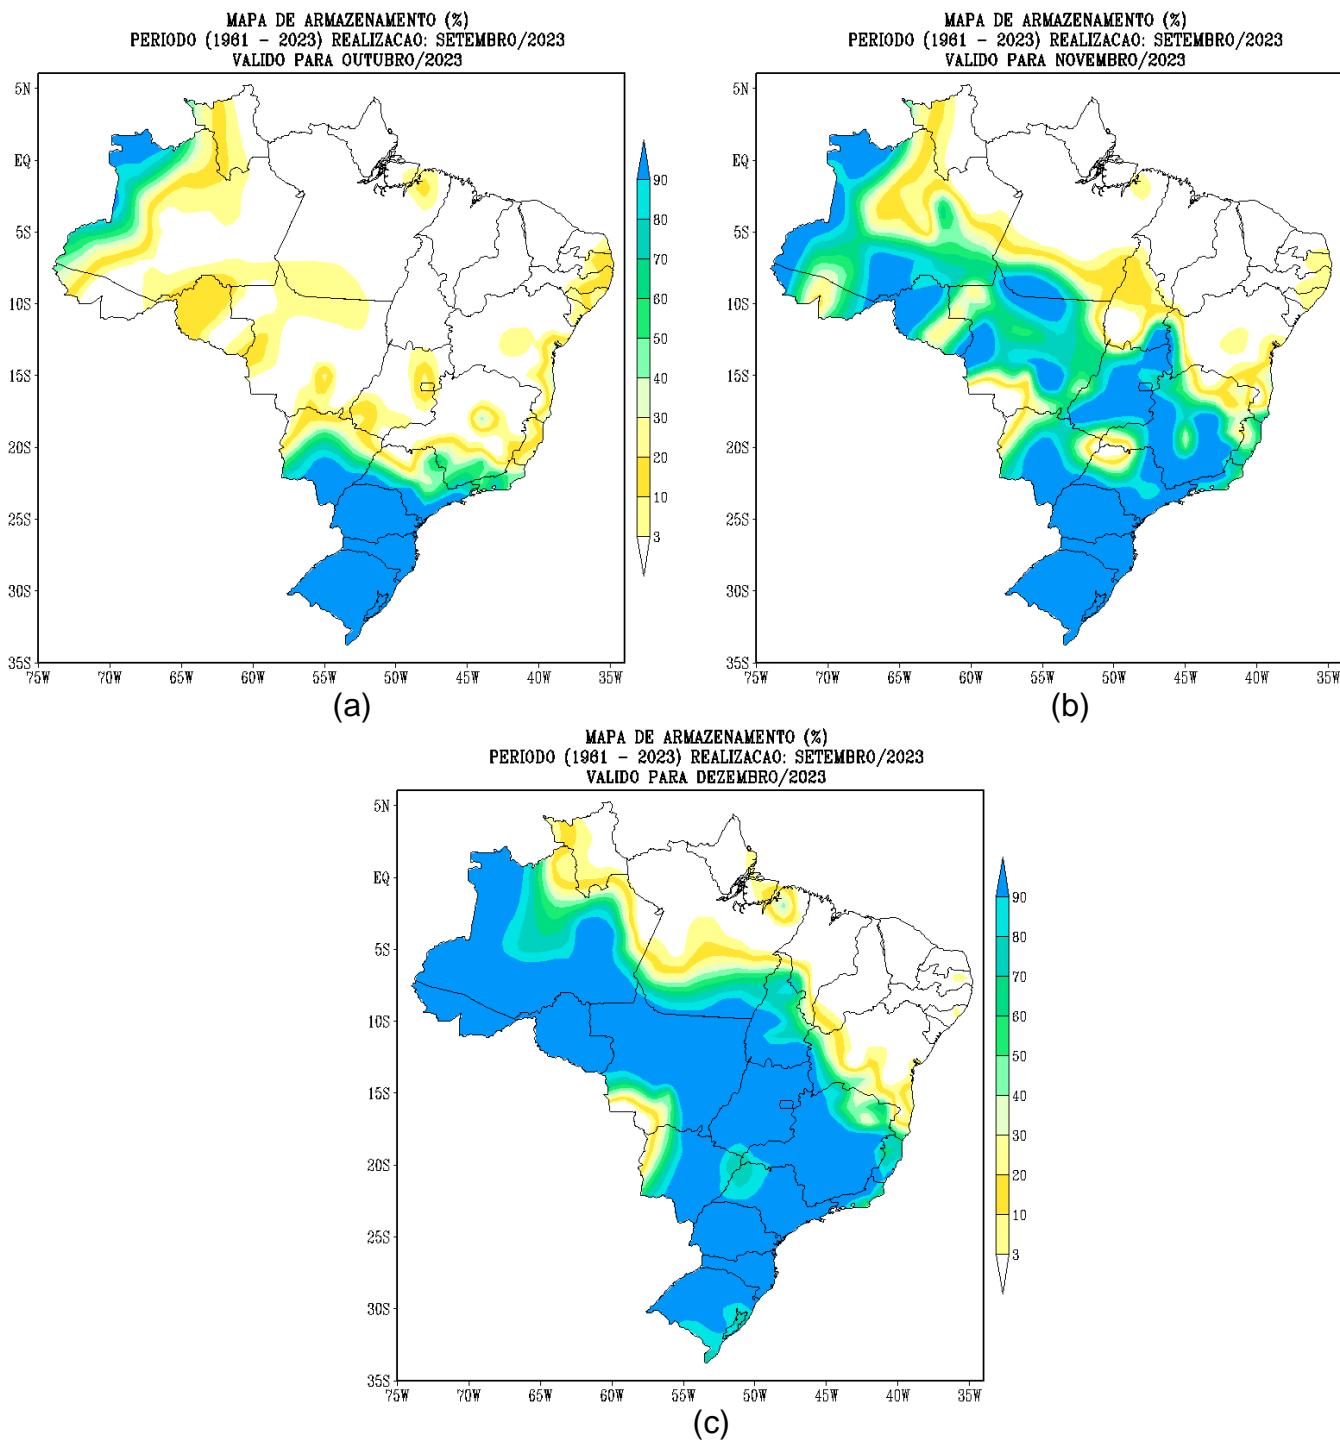 MAPA DE ARMAZENAMENTO (%)
PERIODO (1961 - 2023) REALIZACAO: SETEMBRO/2023
VALIDO PARA OUTUBRO/2023
5N
EQ
5S
10S
15S
20S
25S
30S
35S
75W 70W 65W 60W 55W 50W 45W 40W 35W
90
80
70
60
50
40
30
20
10
3
(a)
MAPA DE ARMAZENAMENTO (%)
PERIODO (1961 - 2023) REALIZACAO: SETEMBRO/2023
VALIDO PARA NOVEMBRO/2023
5N
EQ
5S
10S
15S
20S
25S
30S
35S
75W 70W 65W 60W 55W 50W 45W 40W 35W
(b)
MAPA DE ARMAZENAMENTO (%)
PERIODO (1961 - 2023) REALIZACAO: SETEMBRO/2023
VALIDO PARA DEZEMBRO/2023
5N
EQ
5S
10S
15S
20S
25S
30S
35S
75W 70W 65W 60W 55W 50W 45W 40W 35W
90
80
70
60
50
40
30
20
10
3
(c)